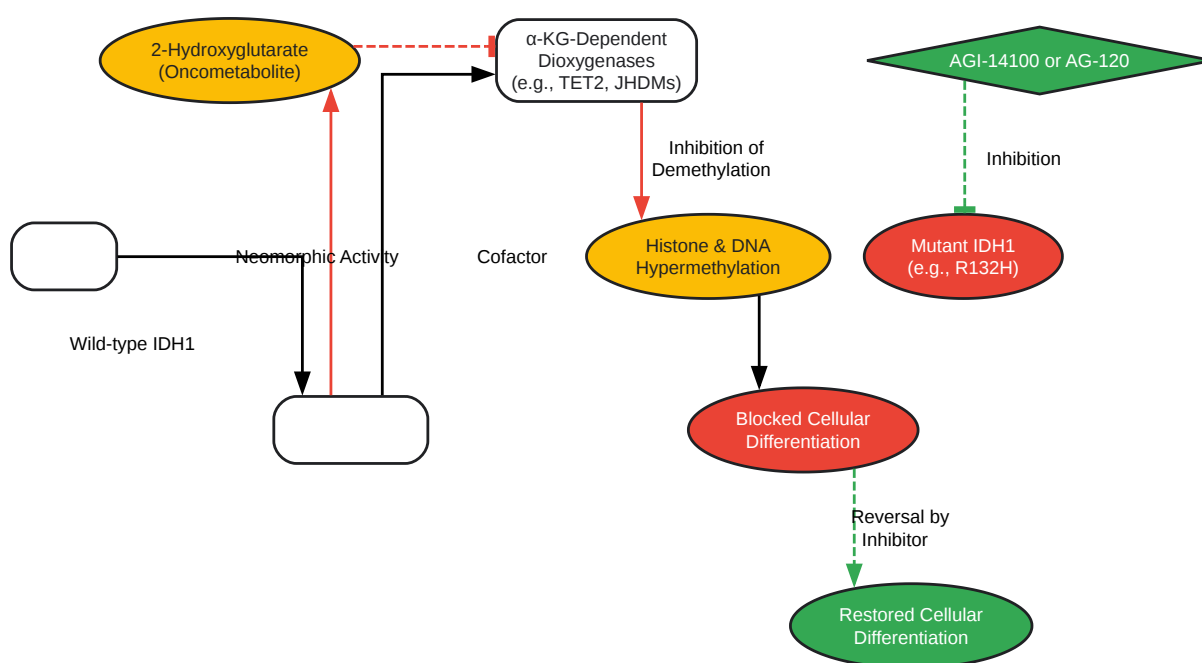 2-Hydroxyglutarate
(Oncometabolite)
α-KG-Dependent
Dioxygenases
(e.g., TET2, JHDMs)
AGI-14100 or AG-120
Inhibition of
Demethylation
Inhibition
Neomorphic Activity
Cofactor
Histone & DNA
Hypermethylation
Mutant IDH1
(e.g., R132H)
Wild-type IDH1
Blocked Cellular
Differentiation
Reversal by
Inhibitor
Restored Cellular
Differentiation